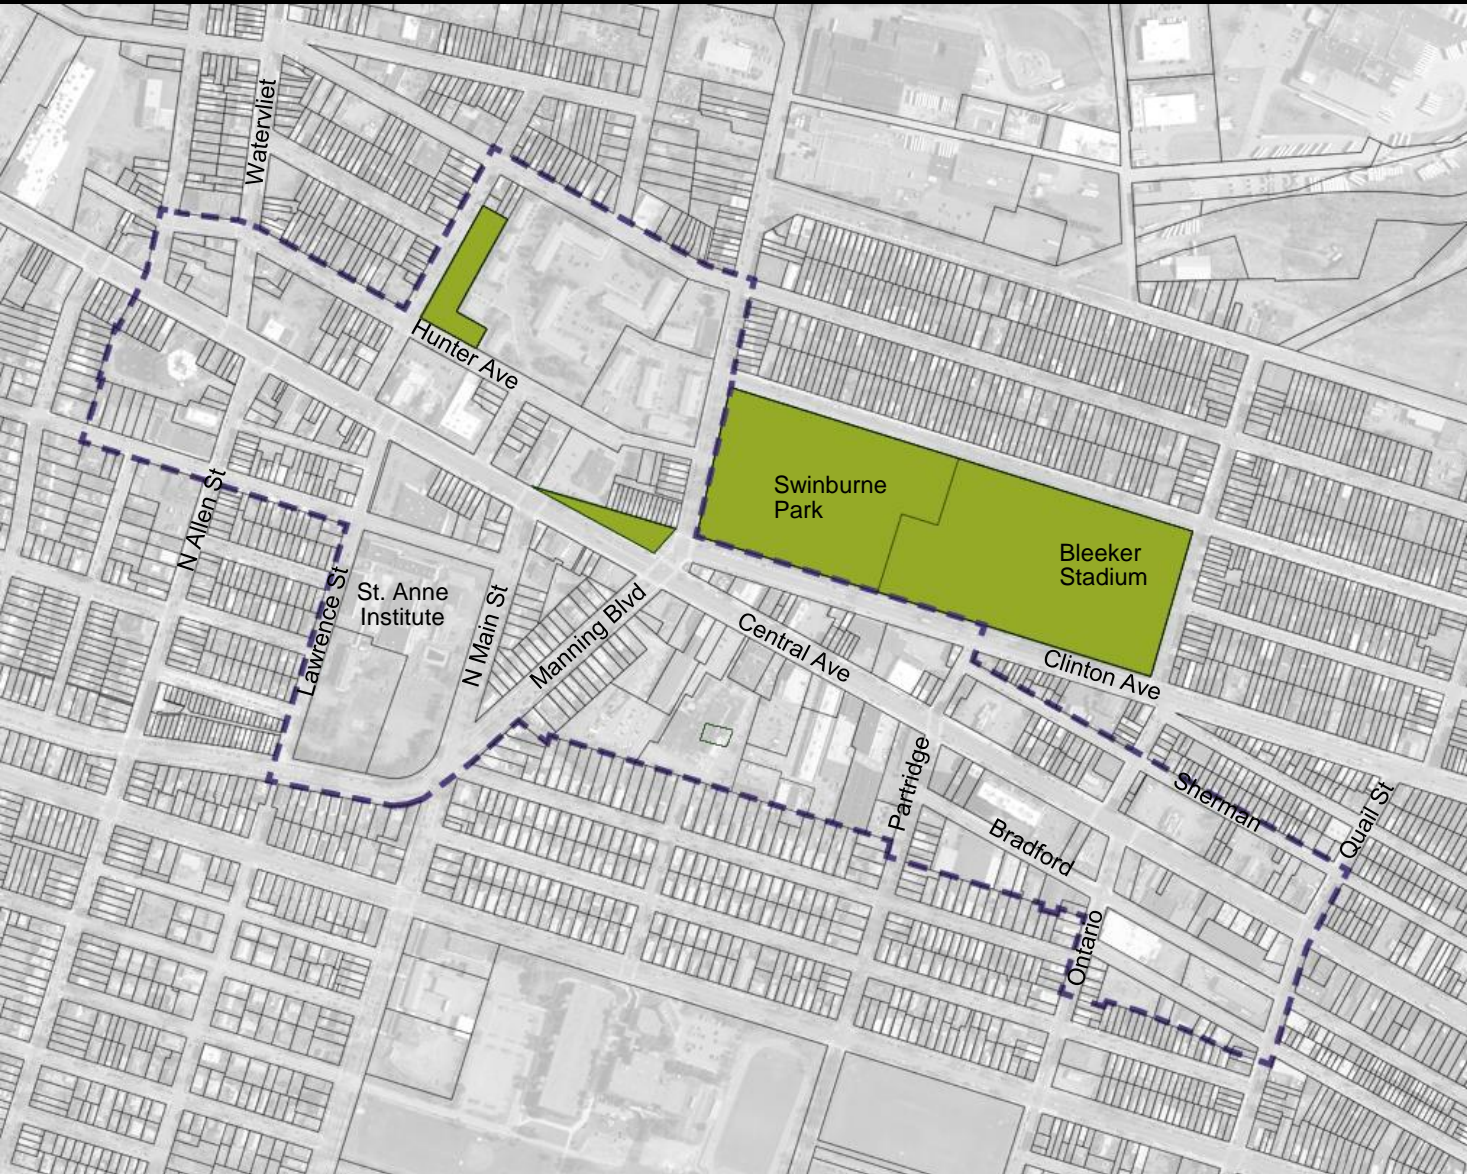 Watervliet
Hunter Ave
Swinburne
Park
N Allen St
Bleeker
Stadium
St. Anne
Institute
Lawrence St
N Main St
Manning Blvd
Central Ave
Clinton Ave
Partridge
Sherman
Quail St
Bradford
Ontario